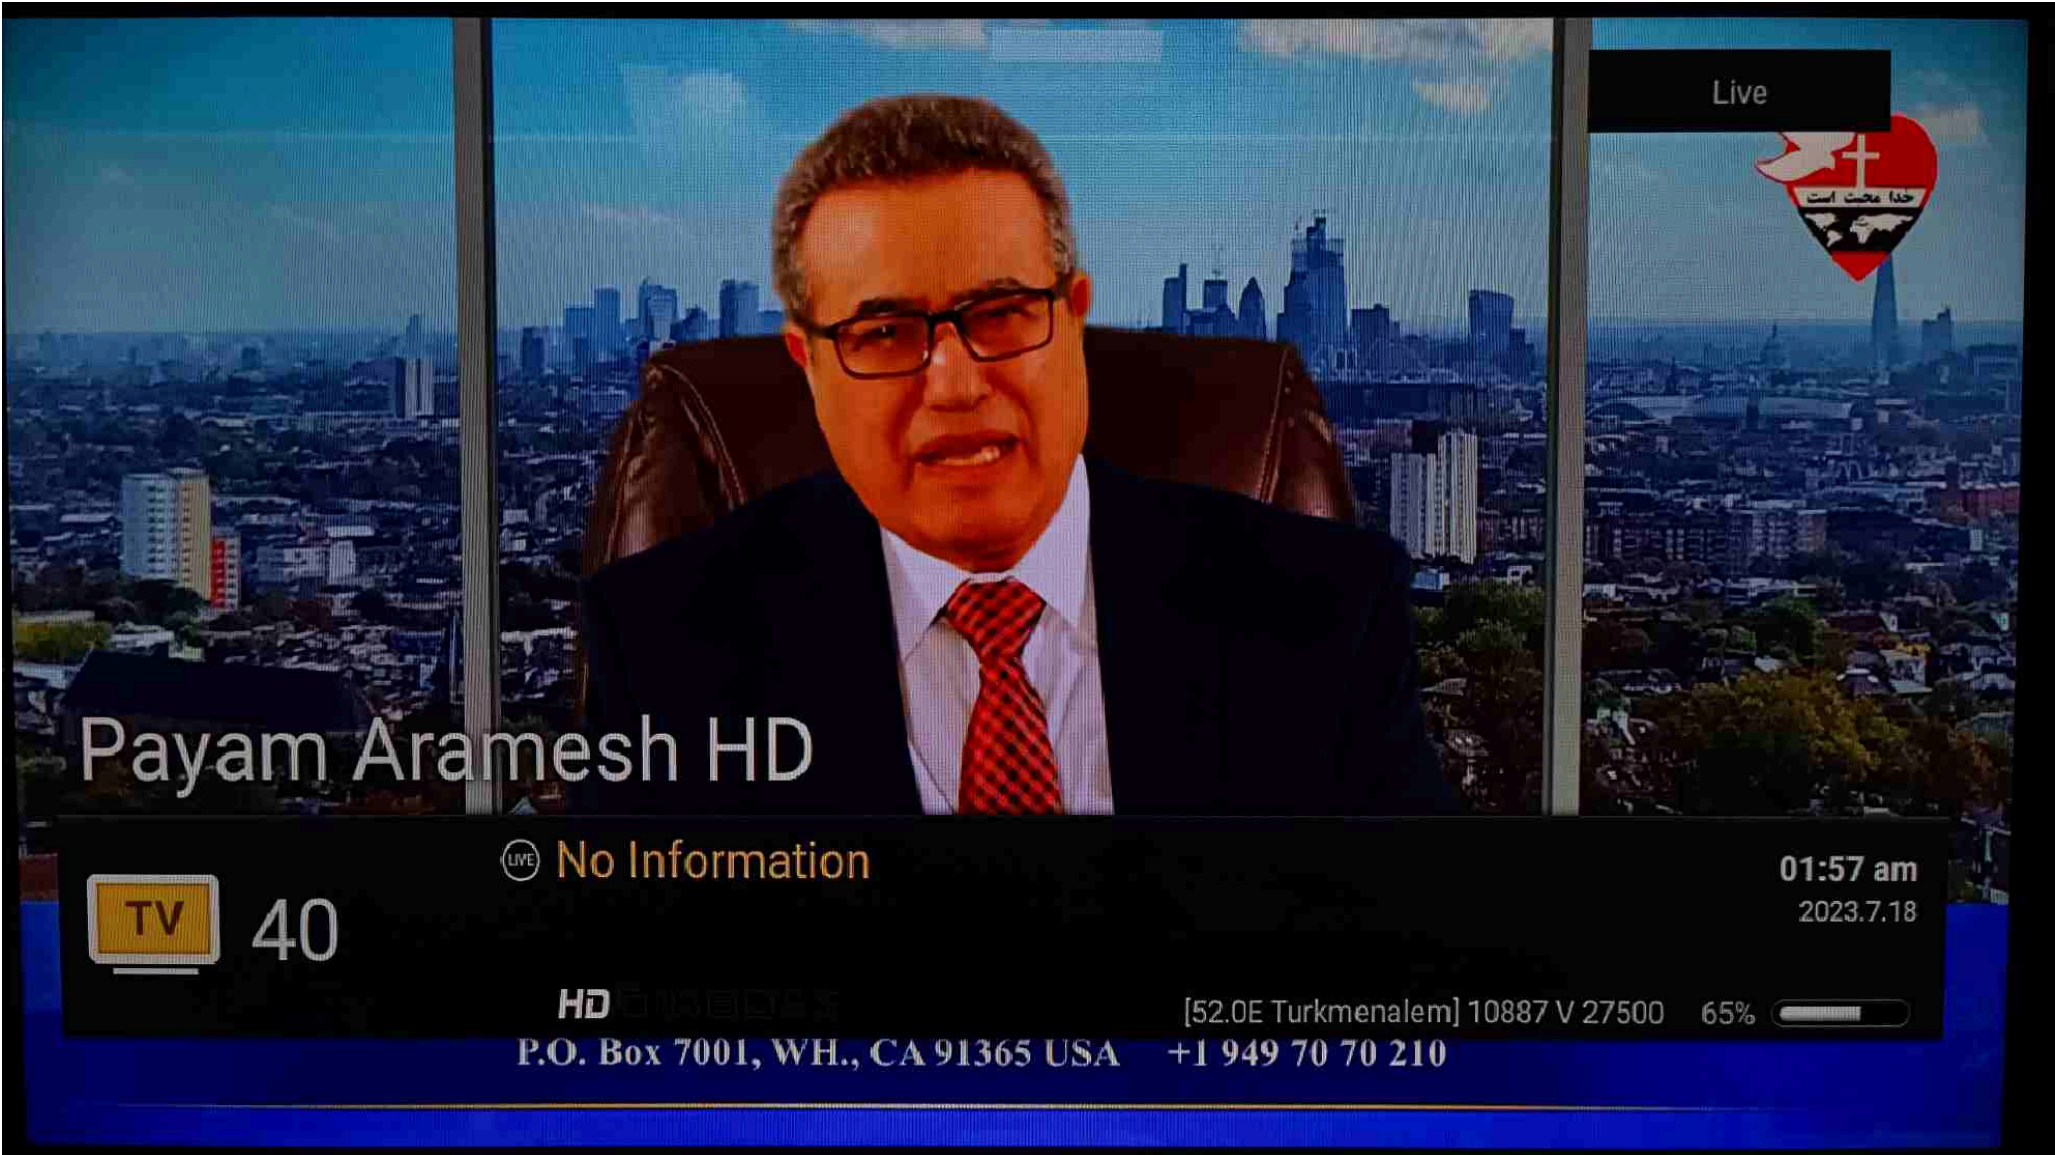 Live
خدا محبت است
Payam Aramesh HD
LIVE No Information
01:57 am
2023.7.18
TV 40
HD
[52.0E Turkmenalem] 10887 V 27500 65%
P.O. Box 7001, WH., CA 91365 USA +1 949 70 70 210